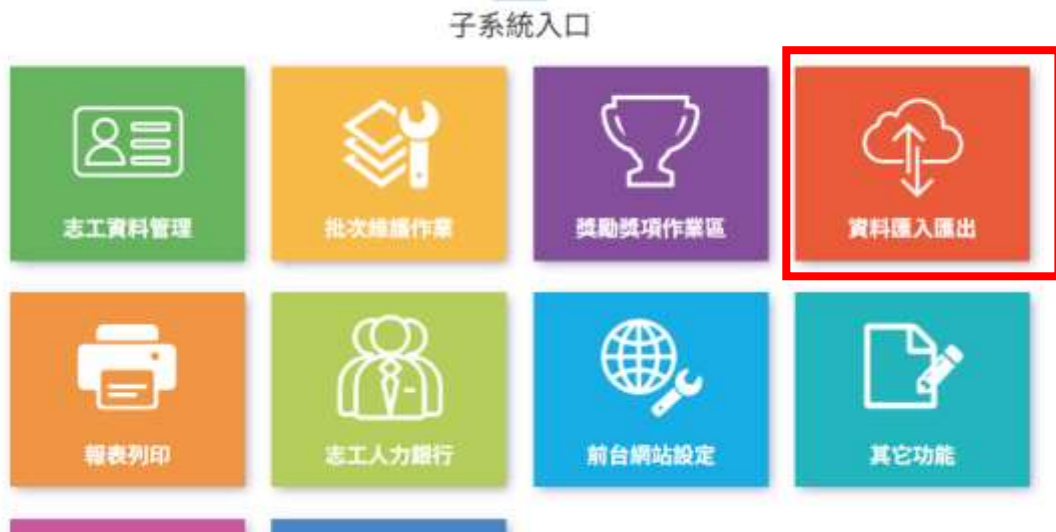 子系統入口
志工資料管理
批次維護作業
獎勵獎項作業區
資料匯入匯出
報表列印
志工人力銀行
前台網站設定
其它功能